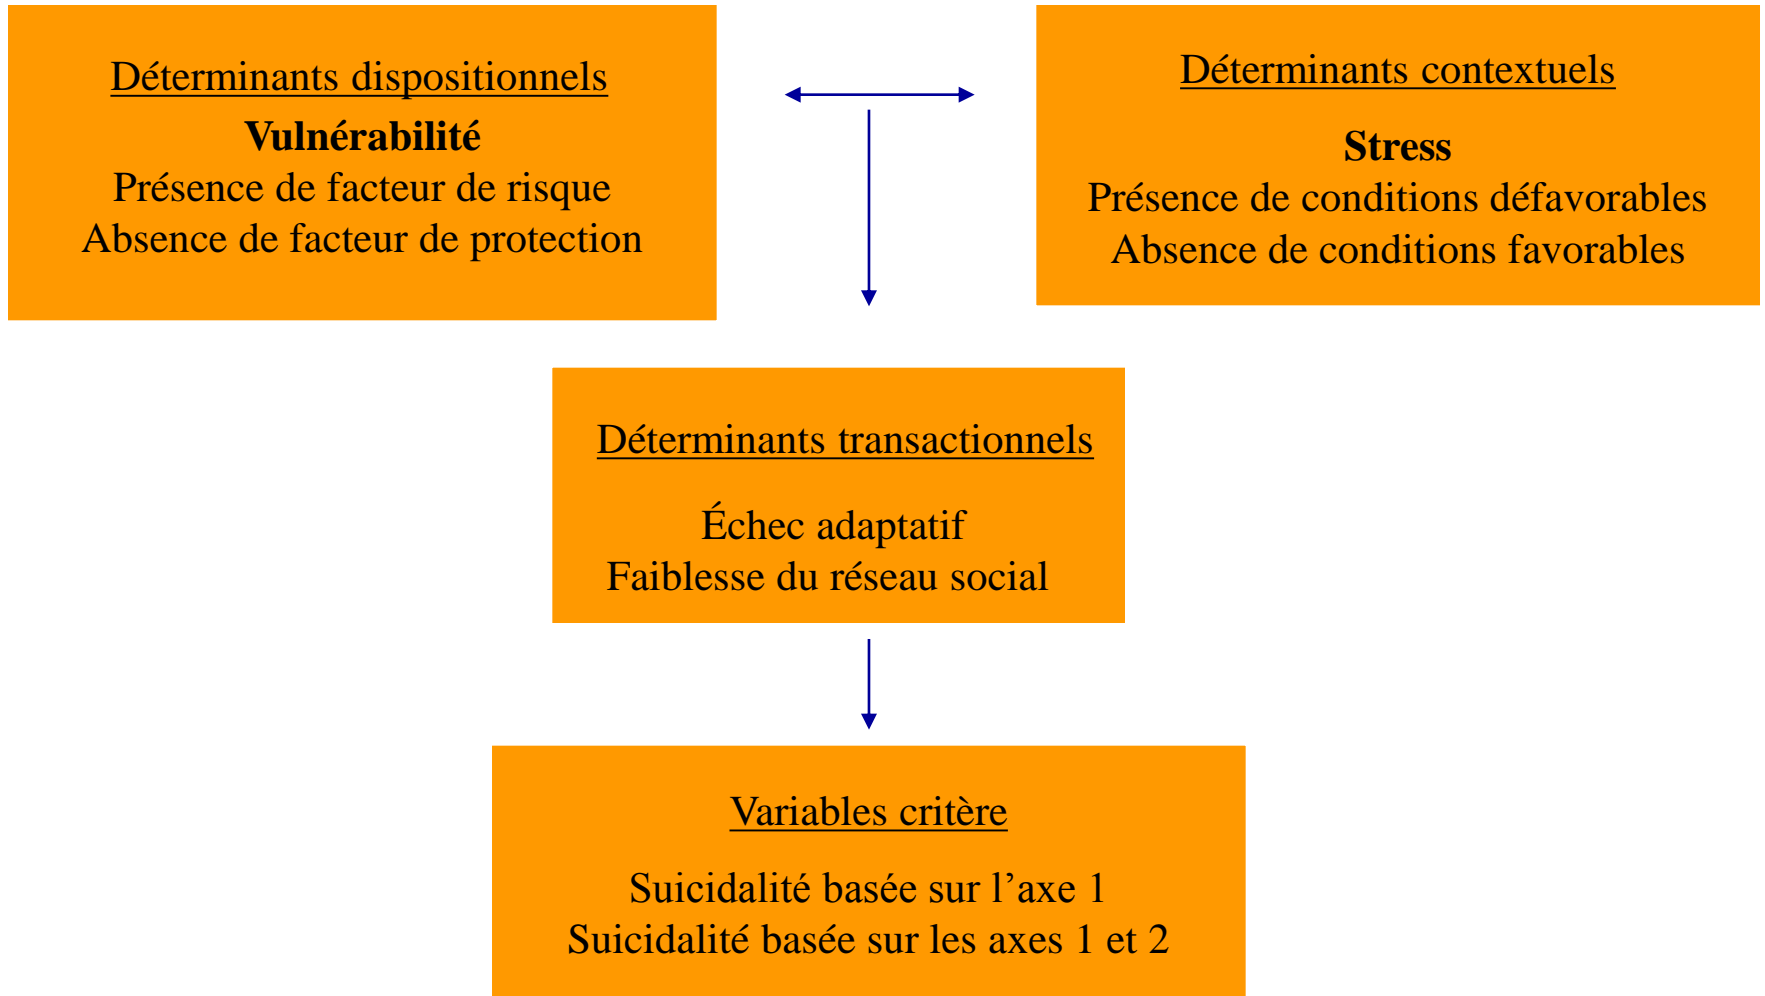 Déterminants dispositionnels
Vulnérabilité
Présence de facteur de risque
Absence de facteur de protection
Déterminants contextuels
Stress
Présence de conditions défavorables
Absence de conditions favorables
Déterminants transactionnels
Échec adaptatif
Faiblesse du réseau social
Variables critère
Suicidalité basée sur l’axe 1
Suicidalité basée sur les axes 1 et 2